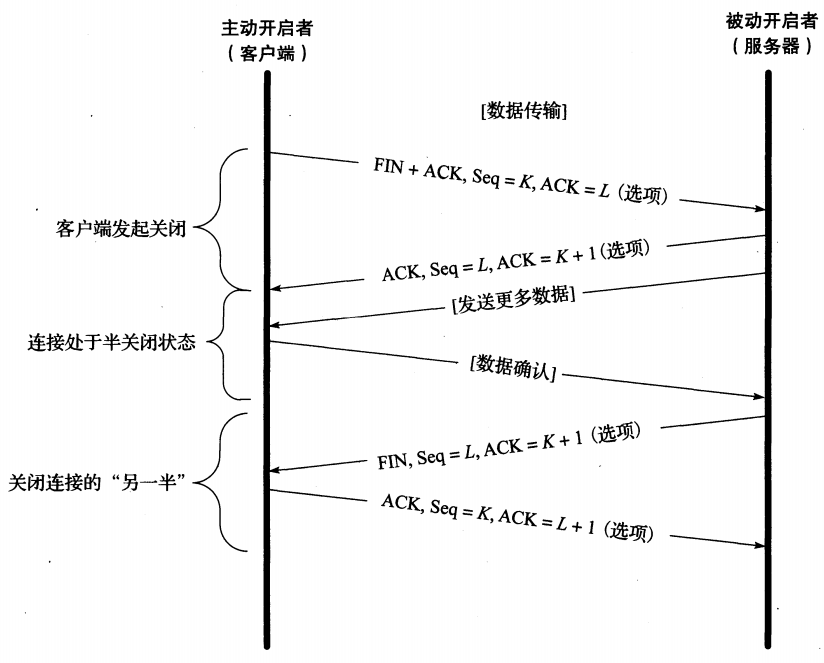 主动开启者
（客户端）
被动开启者
（服务器）
[数据传输]
FIN + ACK, Seq = K, ACK = L (选项)
客户端发起关闭
ACK, Seq = L, ACK = K + 1(选项)
[发送更多数据]
连接处于半关闭状态
[数据确认]
FIN, Seq = L, ACK = K + 1 (选项)
关闭连接的“另一半”
ACK, Seq = K, ACK = L + 1 (选项)